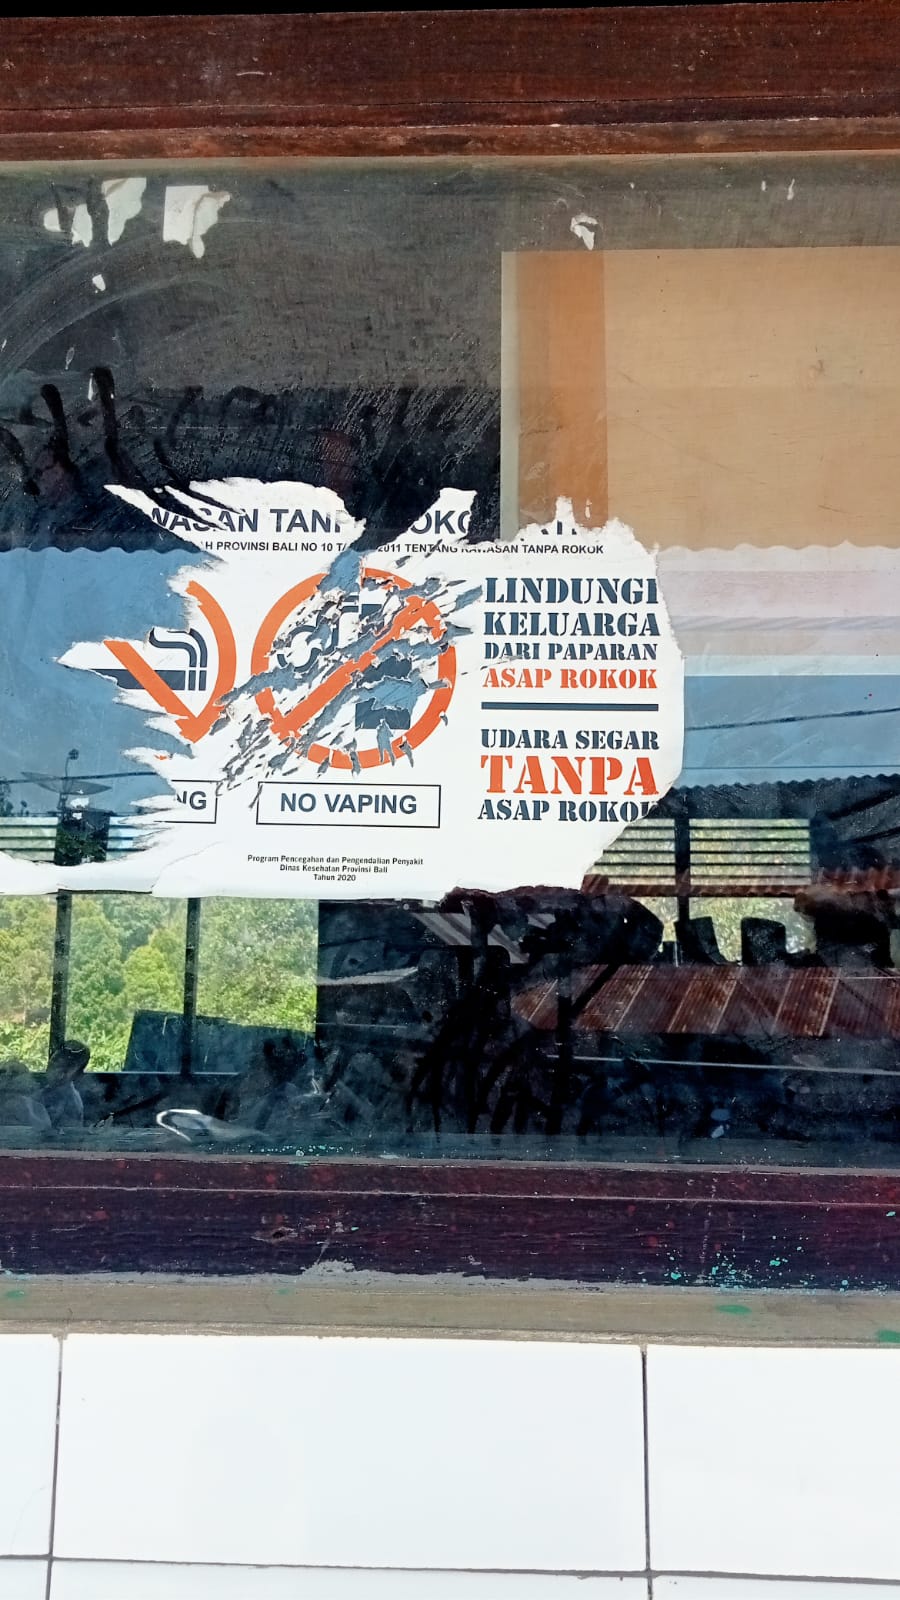 WASAN TANP OKO
H PROVINSI BALI NO 10 TA 2011 TENTANG KAWASAN TANPA ROKOK
LINDUNGI
KELUARGA
DARI PAPARAN
ASAP ROKOK
UDARA SEGAR
TANPA
ASAP ROKOK
NG
NO VAPING
Program Pencegahan dan Pengendalian Penyakit
Dinas Kesehatan Provinsi Bali
Tahun 2020